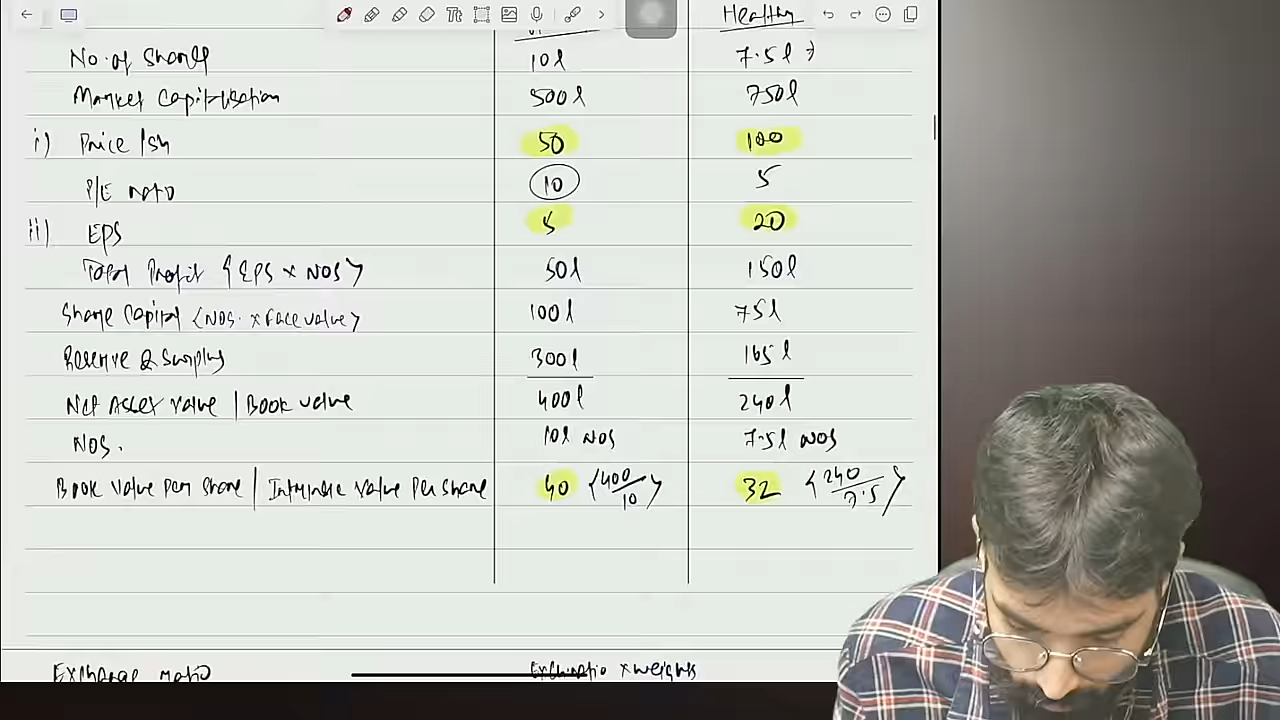 Healthy
No. of Shares 10l 7.5l
Market Capitalisation 500l 750l
i) Price/sh 50 100
P/E ratio 10 5
ii) EPS 5 20
Total Profit {EPS x NOS} 50l 150l
Share Capital {NOS. x Face value} 100l 75l
Reserve & Surplus 300l 165l
Net Asset Value | Book Value 400l 240l
NOS. 10l NOS 7.5l NOS
Book Value Per Share | Intrinsic Value Per Share 40 {400/10} 32 {240/7.5}
Exchange ratio x weights